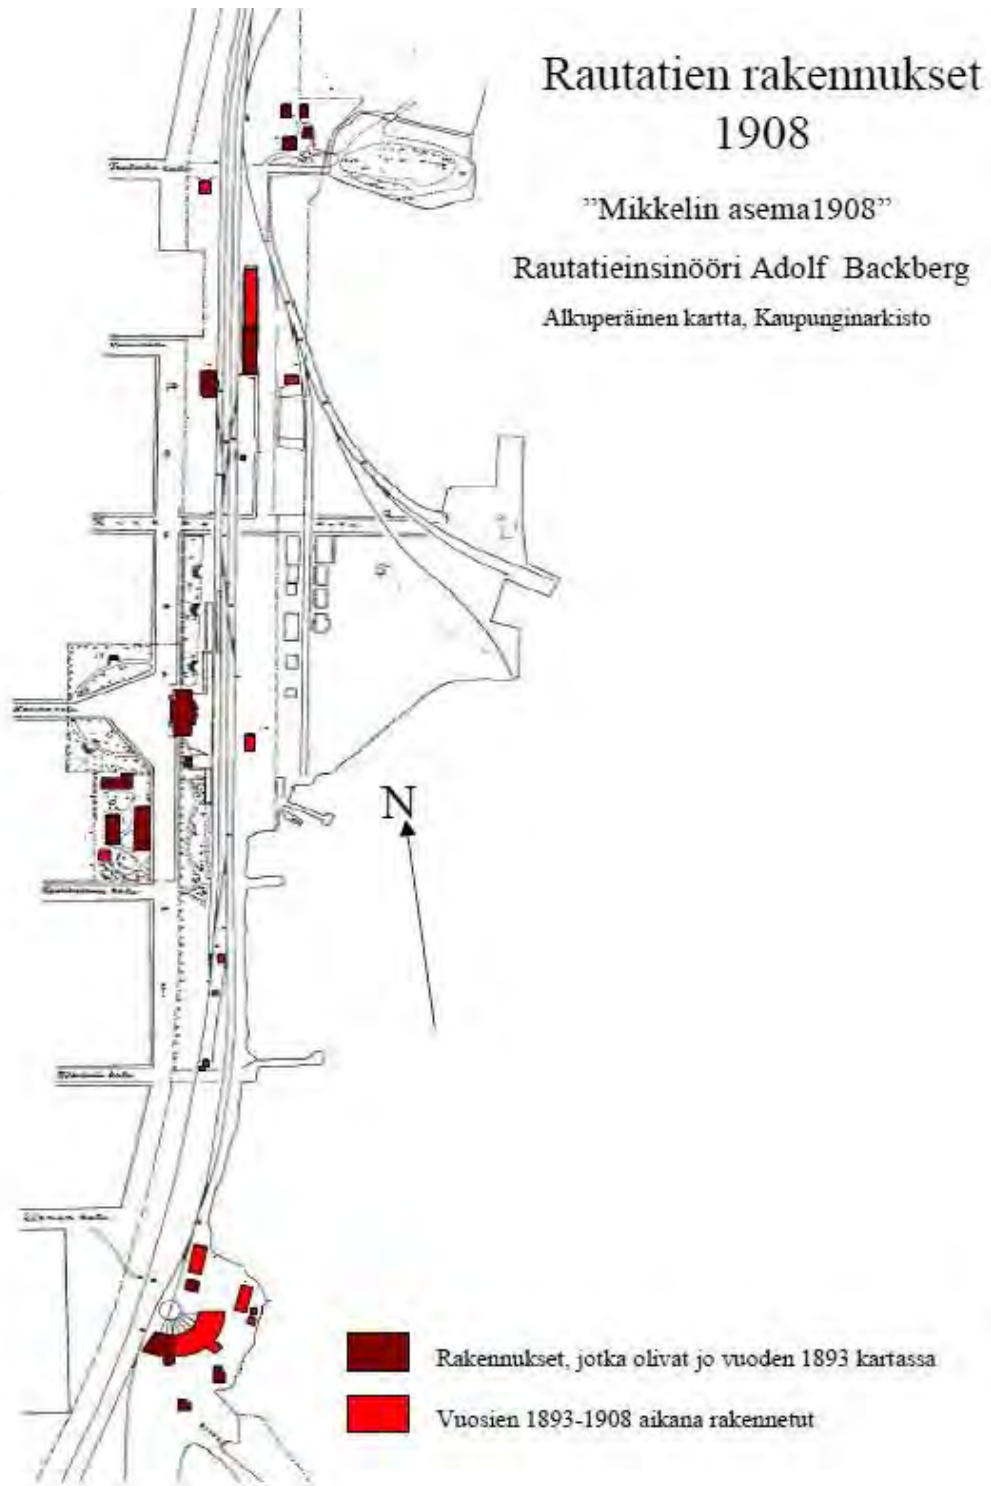 Rautatien rakennukset
1908
”Mikkelin asema1908”
Rautatieinsinööri Adolf Backberg
Alkuperäinen kartta, Kaupunginarkisto
N
Rakennukset, jotka olivat jo vuoden 1893 kartassa
Vuosien 1893-1908 aikana rakennetut